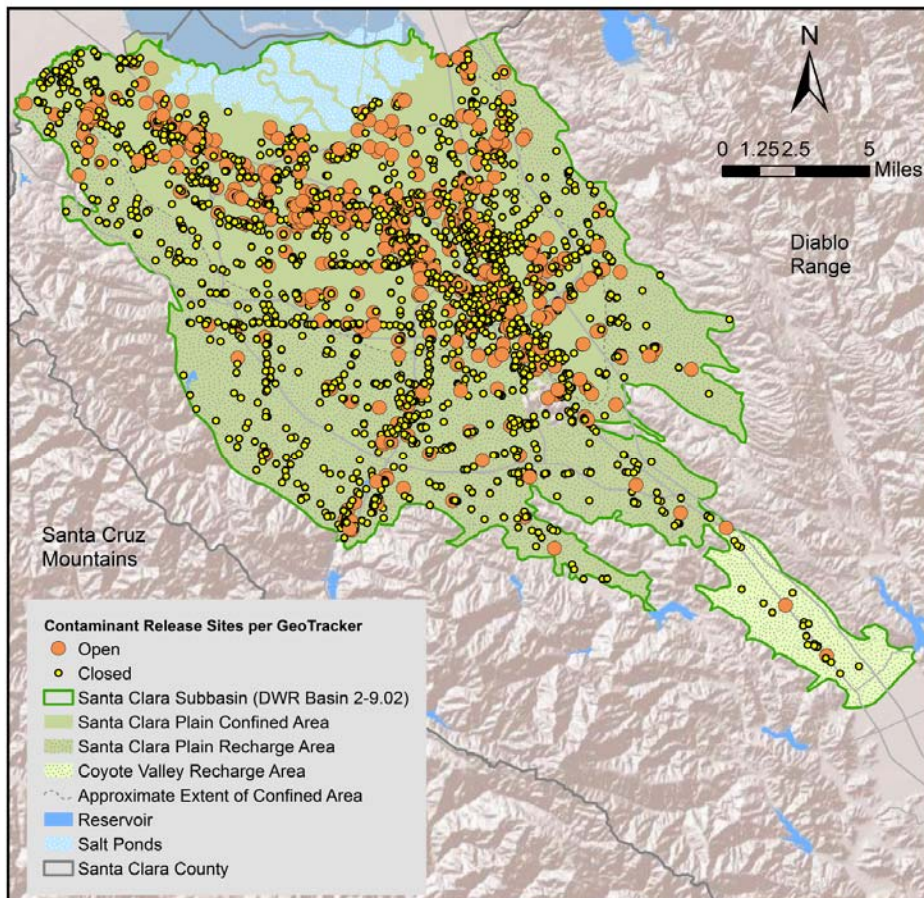 N
0 1.25 2.5 5
Miles
Diablo
Range
Santa Cruz
Mountains
Contaminant Release Sites per GeoTracker
Open
Closed
Santa Clara Subbasin (DWR Basin 2-9.02)
Santa Clara Plain Confined Area
Santa Clara Plain Recharge Area
Coyote Valley Recharge Area
Approximate Extent of Confined Area
Reservoir
Salt Ponds
Santa Clara County